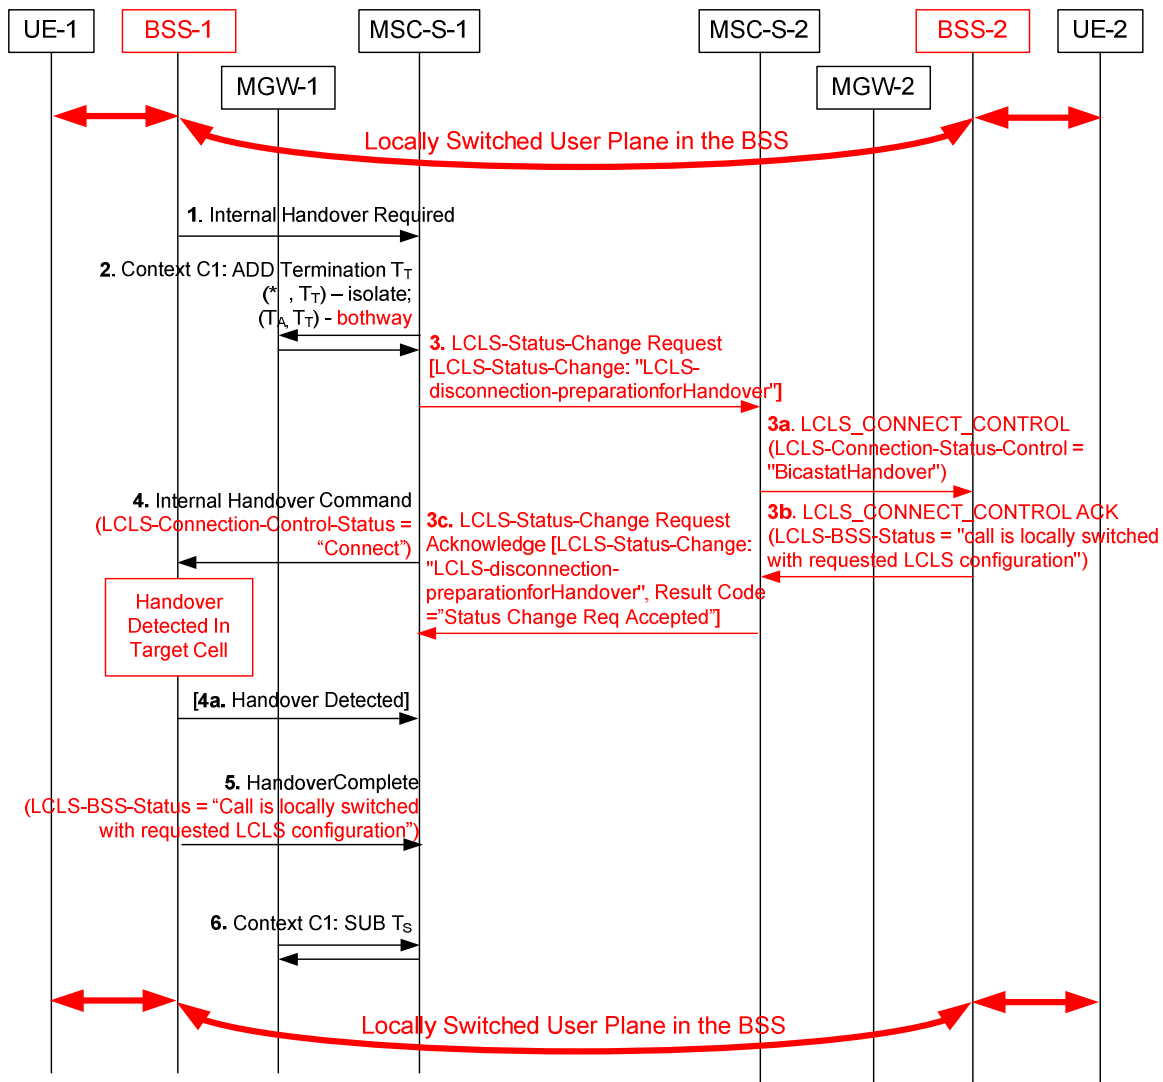 UE-1
BSS-1
MSC-S-1
MSC-S-2
BSS-2
UE-2
MGW-1
MGW-2
Locally Switched User Plane in the BSS
1. Internal Handover Required
2. Context C1: ADD Termination TT
(* , TT) – isolate;
(TA, TT) - bothway
3. LCLS-Status-Change Request
[LCLS-Status-Change: "LCLS-
disconnection-preparationforHandover"]
3a. LCLS_CONNECT_CONTROL
(LCLS-Connection-Status-Control =
"BicastatHandover")
3b. LCLS_CONNECT_CONTROL ACK
(LCLS-BSS-Status = "call is locally switched
with requested LCLS configuration")
4. Internal Handover Command
(LCLS-Connection-Control-Status =
“Connect”)
3c. LCLS-Status-Change Request
Acknowledge [LCLS-Status-Change:
"LCLS-disconnection-
preparationforHandover", Result Code
=”Status Change Req Accepted”]
Handover
Detected In
Target Cell
[4a. Handover Detected]
5. HandoverComplete
(LCLS-BSS-Status = “Call is locally switched
with requested LCLS configuration”)
6. Context C1: SUB TS
Locally Switched User Plane in the BSS